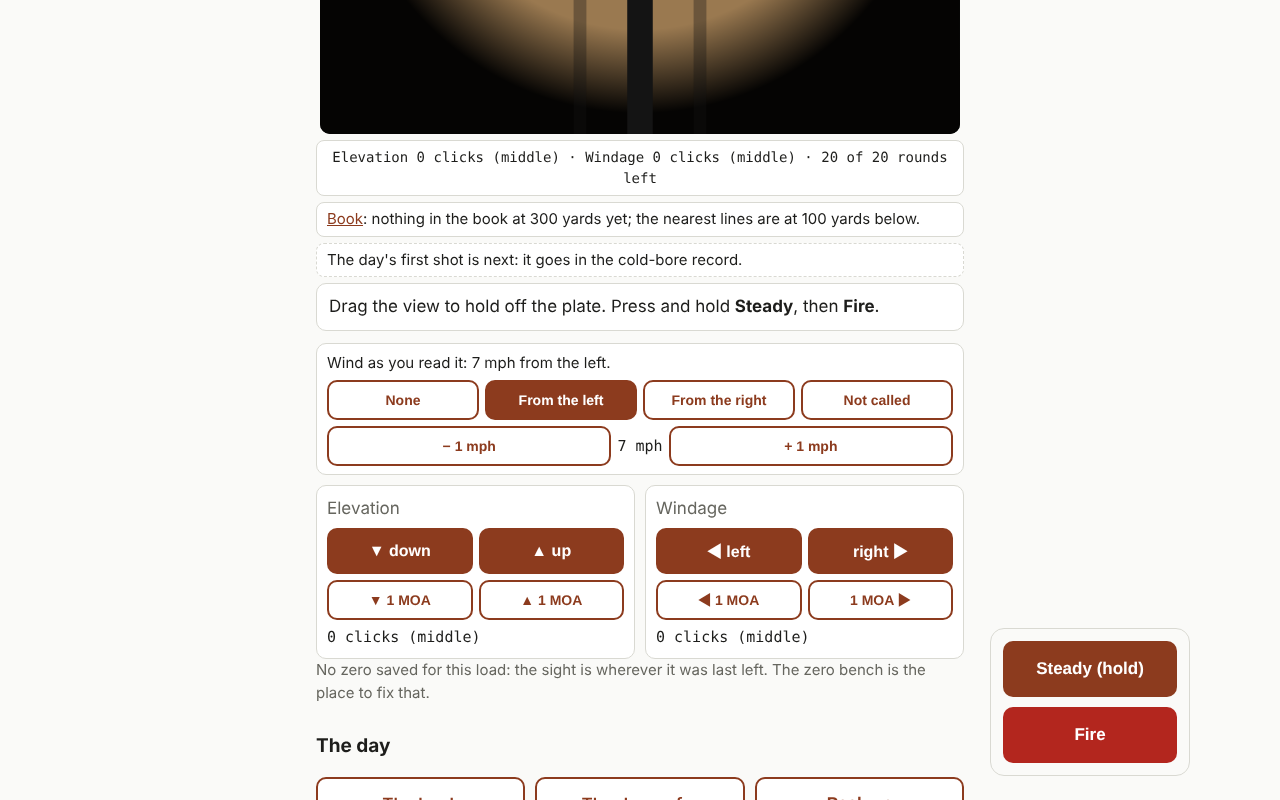 Elevation 0 clicks (middle) · Windage 0 clicks (middle) · 20 of 20 rounds
left
Book: nothing in the book at 300 yards yet; the nearest lines are at 100 yards below.
The day's first shot is next: it goes in the cold-bore record.
Drag the view to hold off the plate. Press and hold Steady, then Fire.
Wind as you read it: 7 mph from the left.
None
From the left
From the right
Not called
− 1 mph
7 mph
+ 1 mph
Elevation
▼ down
▲ up
▼ 1 MOA
▲ 1 MOA
0 clicks (middle)
Windage
◀ left
right ▶
◀ 1 MOA
1 MOA ▶
0 clicks (middle)
No zero saved for this load: the sight is wherever it was last left. The zero bench is the
place to fix that.
Steady (hold)
Fire
The day